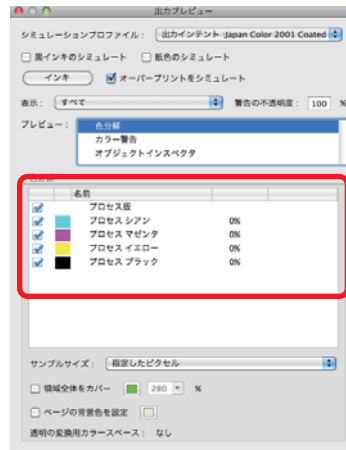 出力プレビュー
シミュレーションプロファイル： 出力インテント：Japan Color 2001 Coated
黒インキのシミュレート 紙色のシミュレート
インキ オーバープリントをシミュレート
表示： すべて 警告の不透明度： 100 %
プレビュー： 色分解
カラー警告
オブジェクトインスペクタ
色分解
名前
プロセス版
プロセス シアン 0%
プロセス マゼンタ 0%
プロセス イエロー 0%
プロセス ブラック 0%
サンプルサイズ： 指定したピクセル
領域全体をカバー 280 %
ページの背景色を設定
透明の変換用カラースペース： なし